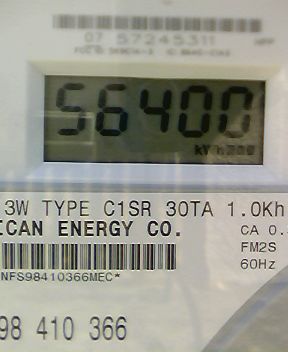 07 57245311
56400
kWh
3W TYPE C1SR 30TA 1.0Kh
ICAN ENERGY CO.
CA 0.
FM2S
60Hz
NFS98410366MEC*
98 410 366